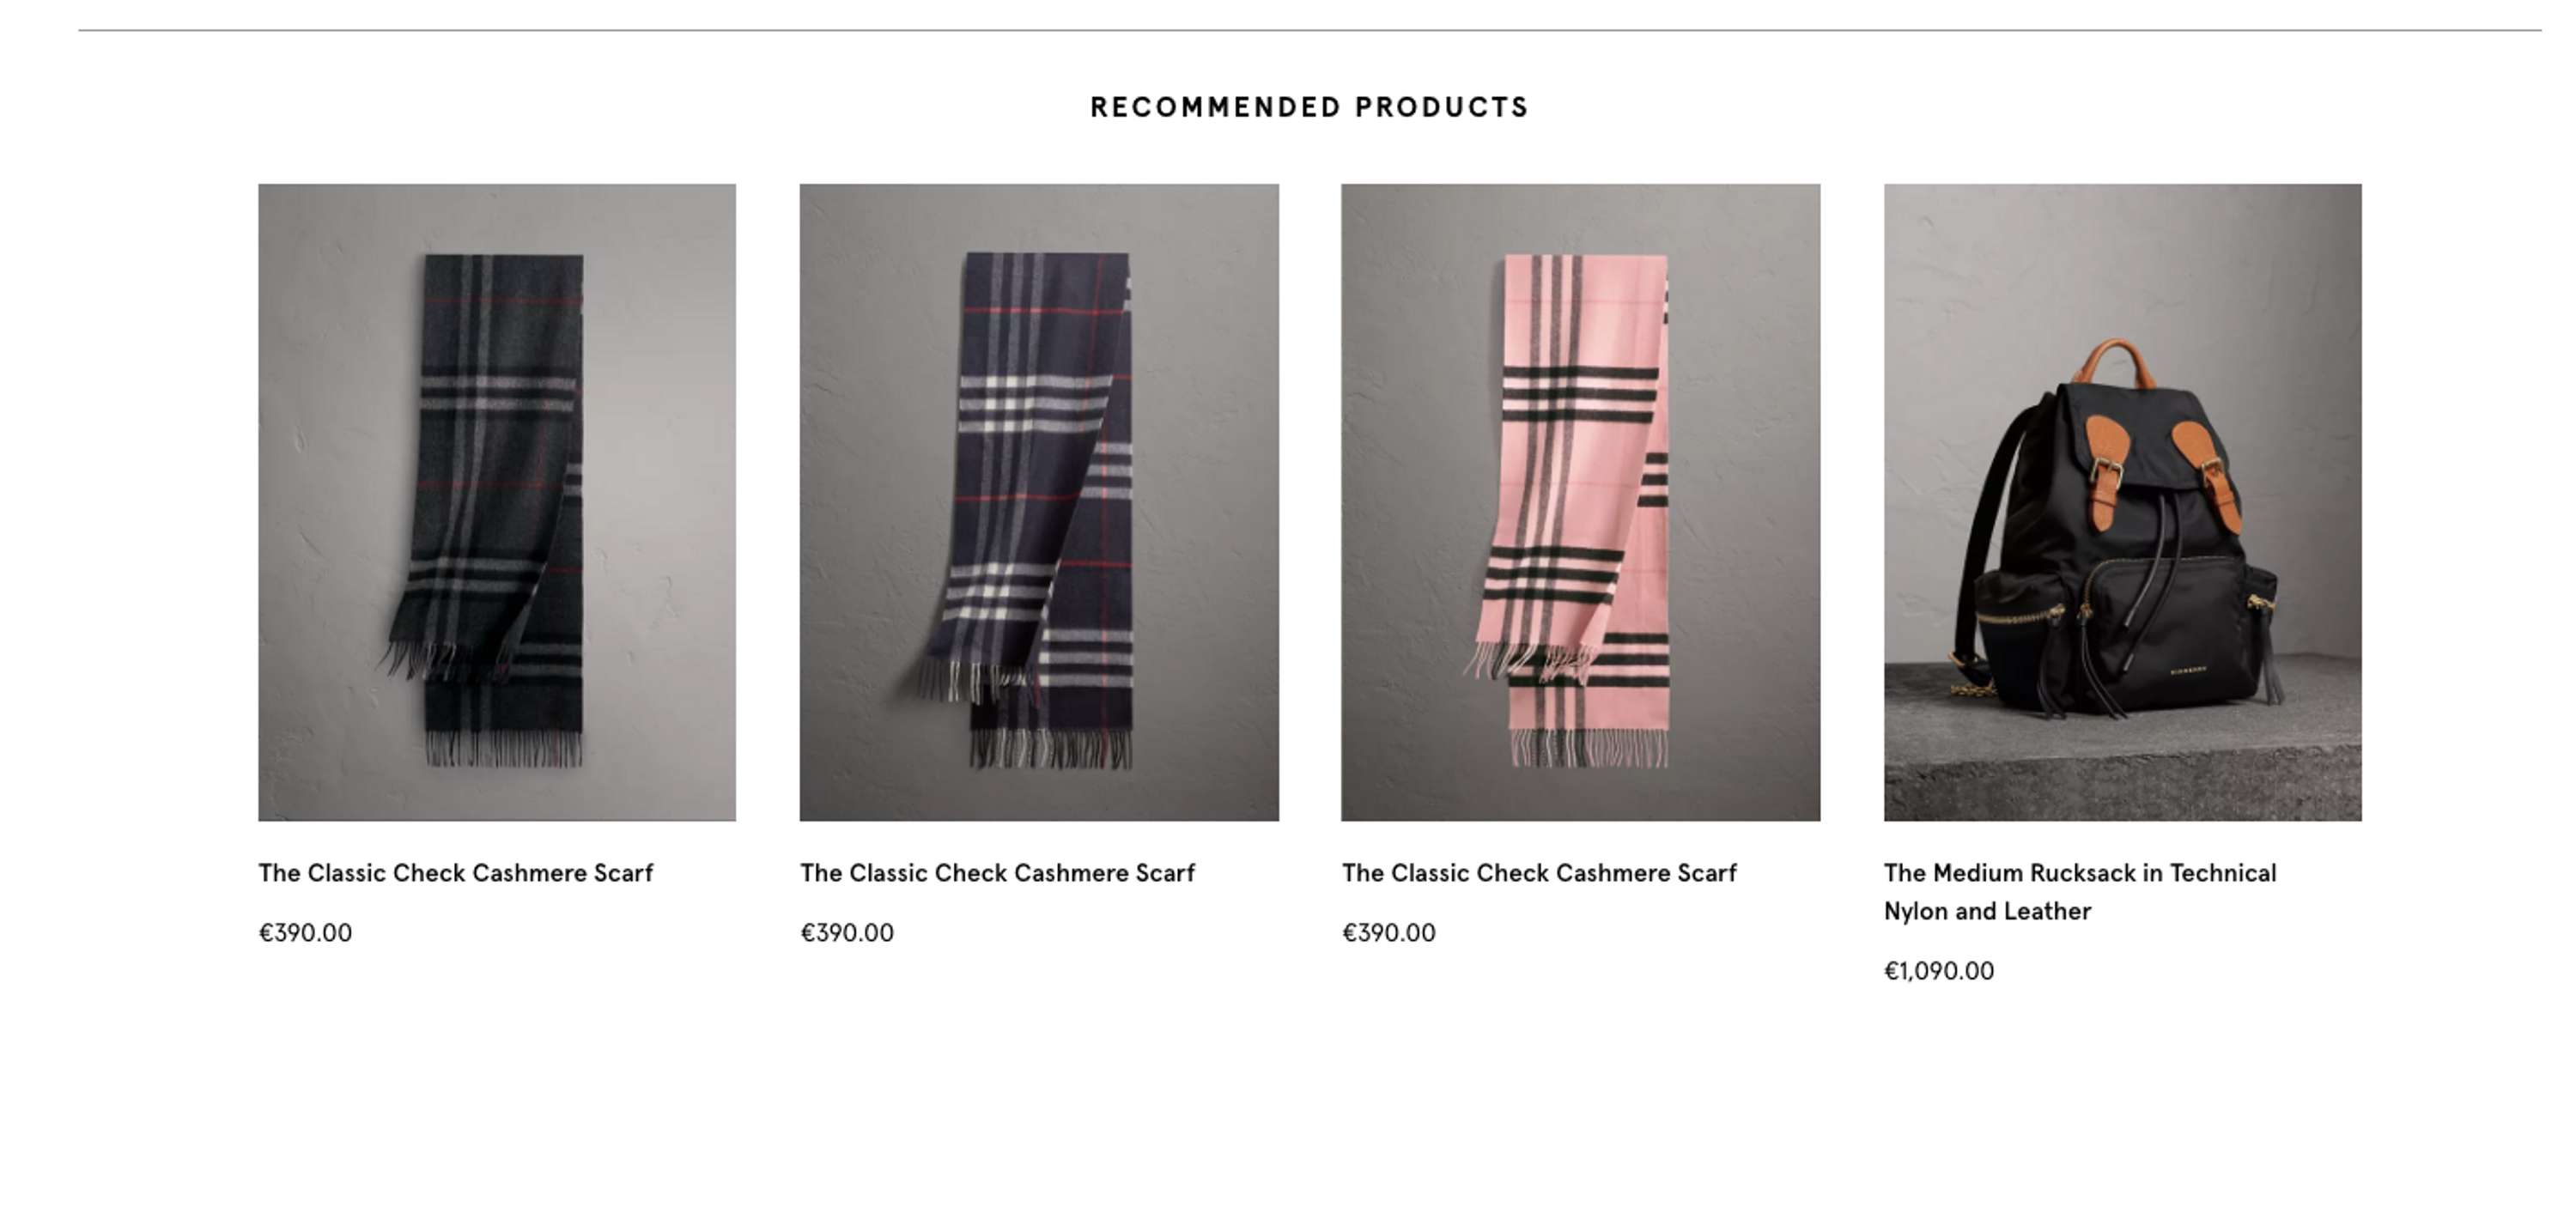 RECOMMENDED PRODUCTS
The Classic Check Cashmere Scarf
€390.00
The Classic Check Cashmere Scarf
€390.00
The Classic Check Cashmere Scarf
€390.00
The Medium Rucksack in Technical
Nylon and Leather
€1,090.00